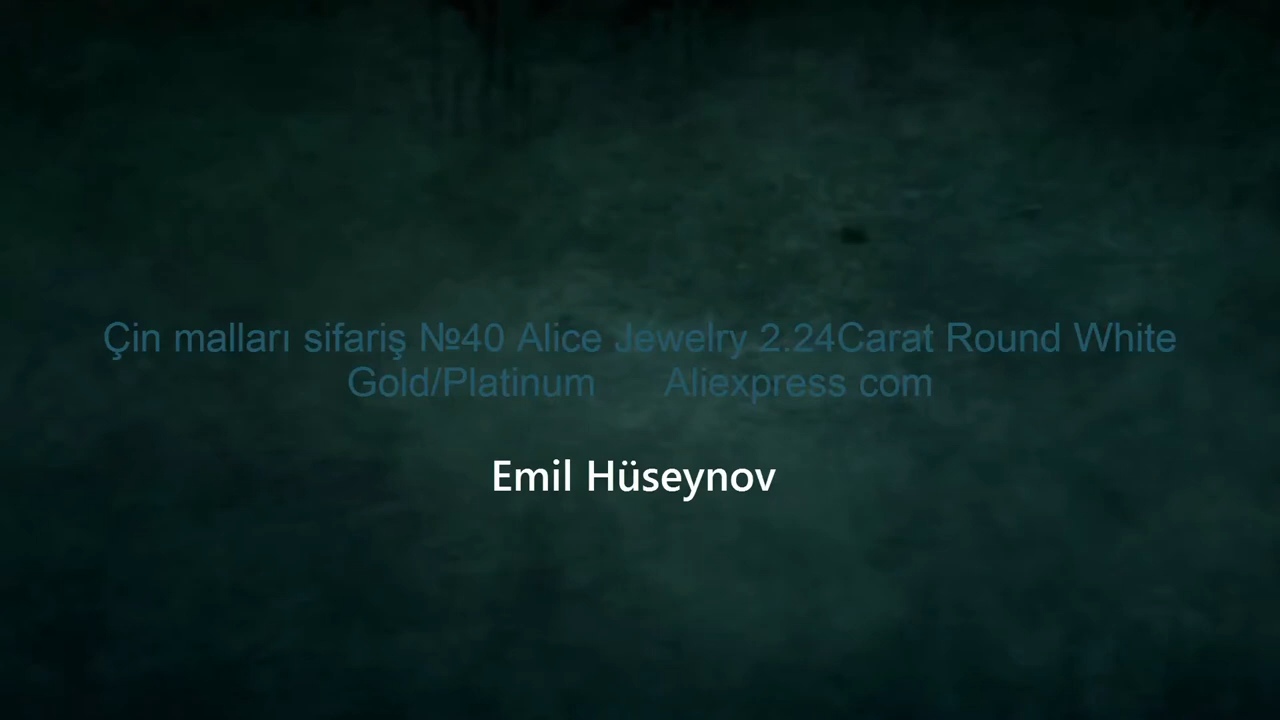 Çin malları sifariş №40 Alice Jewelry 2.24Carat Round White
Gold/Platinum Aliexpress com
Emil Hüseynov